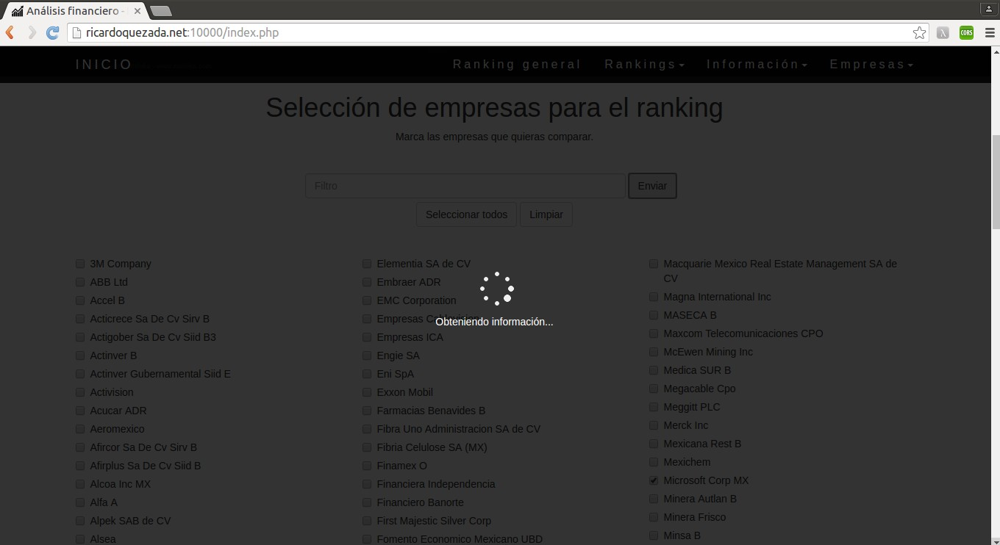 Análisis financiero -
ricardoquezada.net:10000/index.php
CORS
INICIO
Ranking general
Rankings
Información
Empresas
Selección de empresas para el ranking
Marca las empresas que quieras comparar.
Filtro
Enviar
Seleccionar todos
Limpiar
3M Company
ABB Ltd
Accel B
Acticrece Sa De Cv Sirv B
Actigober Sa De Cv Siid B3
Actinver B
Actinver Gubernamental Siid E
Activision
Acucar ADR
Aeromexico
Afircor Sa De Cv Sirv B
Afirplus Sa De Cv Siid B
Alcoa Inc MX
Alfa A
Alpek SAB de CV
Alsea
Elementia SA de CV
Embraer ADR
EMC Corporation
Empresas Cablevision
Obteniendo información...
Empresas ICA
Engie SA
Eni SpA
Exxon Mobil
Farmacias Benavides B
Fibra Uno Administracion SA de CV
Fibria Celulose SA (MX)
Finamex O
Financiera Independencia
Financiero Banorte
First Majestic Silver Corp
Fomento Economico Mexicano UBD
Macquarie Mexico Real Estate Management SA de
CV
Magna International Inc
MASECA B
Maxcom Telecomunicaciones CPO
McEwen Mining Inc
Medica SUR B
Megacable Cpo
Meggitt PLC
Merck Inc
Mexicana Rest B
Mexichem
Microsoft Corp MX
Minera Autlan B
Minera Frisco
Minsa B